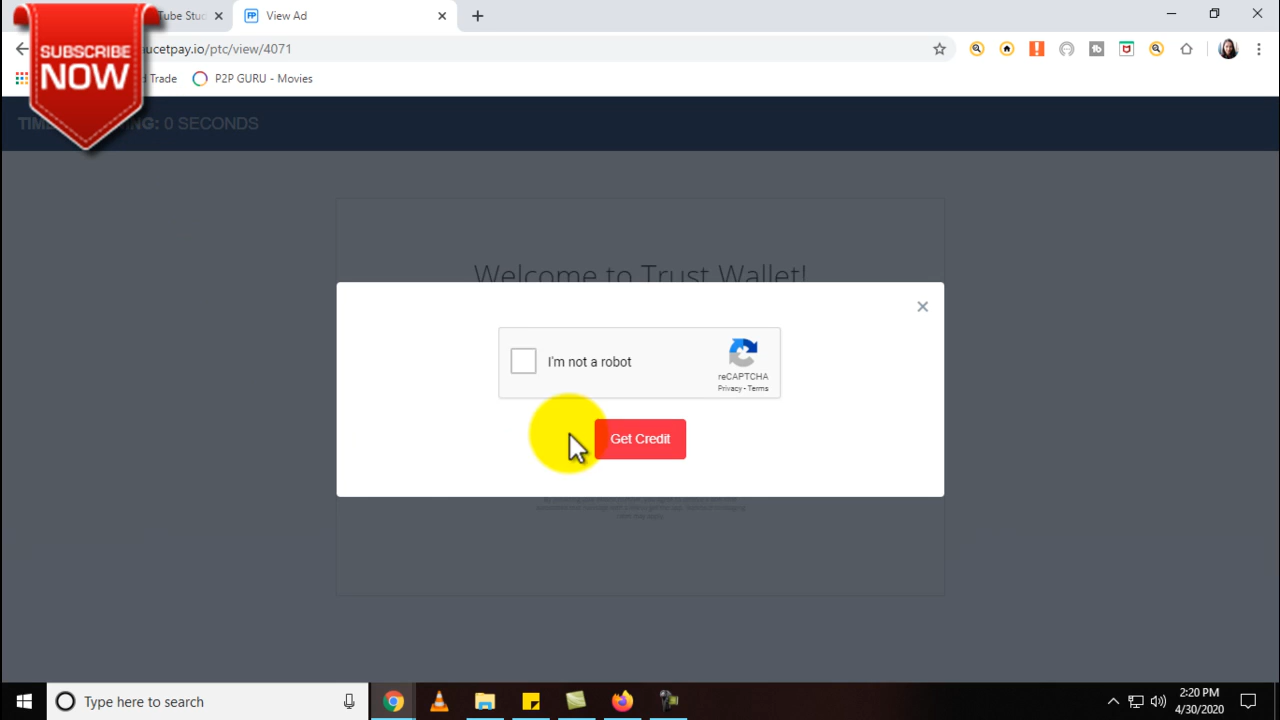 SUBSCRIBE
NOW
Tube Stud
View Ad
ucetpay.io/ptc/view/4071
d Trade
P2P GURU - Movies
NG: 0 SECONDS
Welcome to Trust Wallet!
I'm not a robot
reCAPTCHA
Privacy - Terms
Get Credit
Type here to search
2:20 PM
4/30/2020